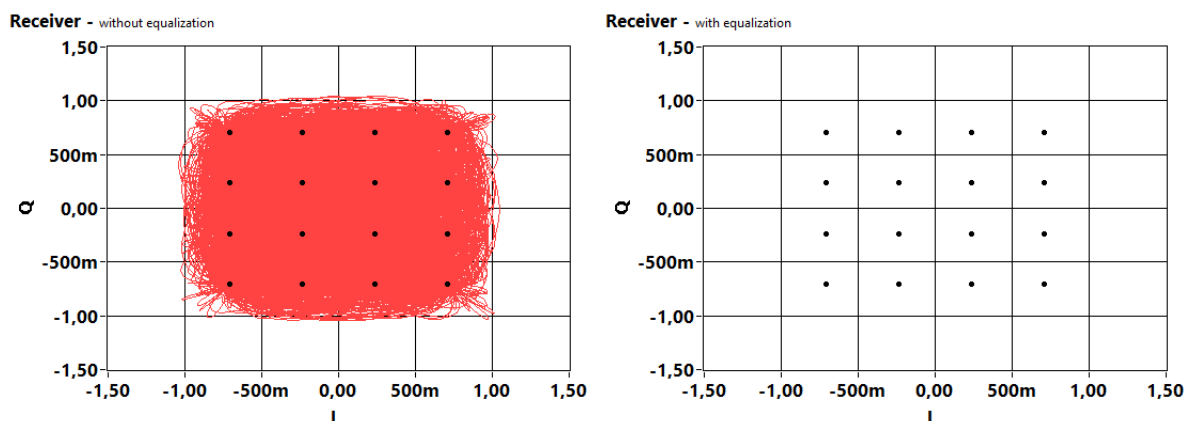 Receiver - without equalization
1,50
1,00
500m
0,00
-500m
-1,00
-1,50
Q
-1,50 -1,00 -500m 0,00 500m 1,00 1,50
I
Receiver - with equalization
1,50
1,00
500m
0,00
-500m
-1,00
-1,50
Q
-1,50 -1,00 -500m 0,00 500m 1,00 1,50
I